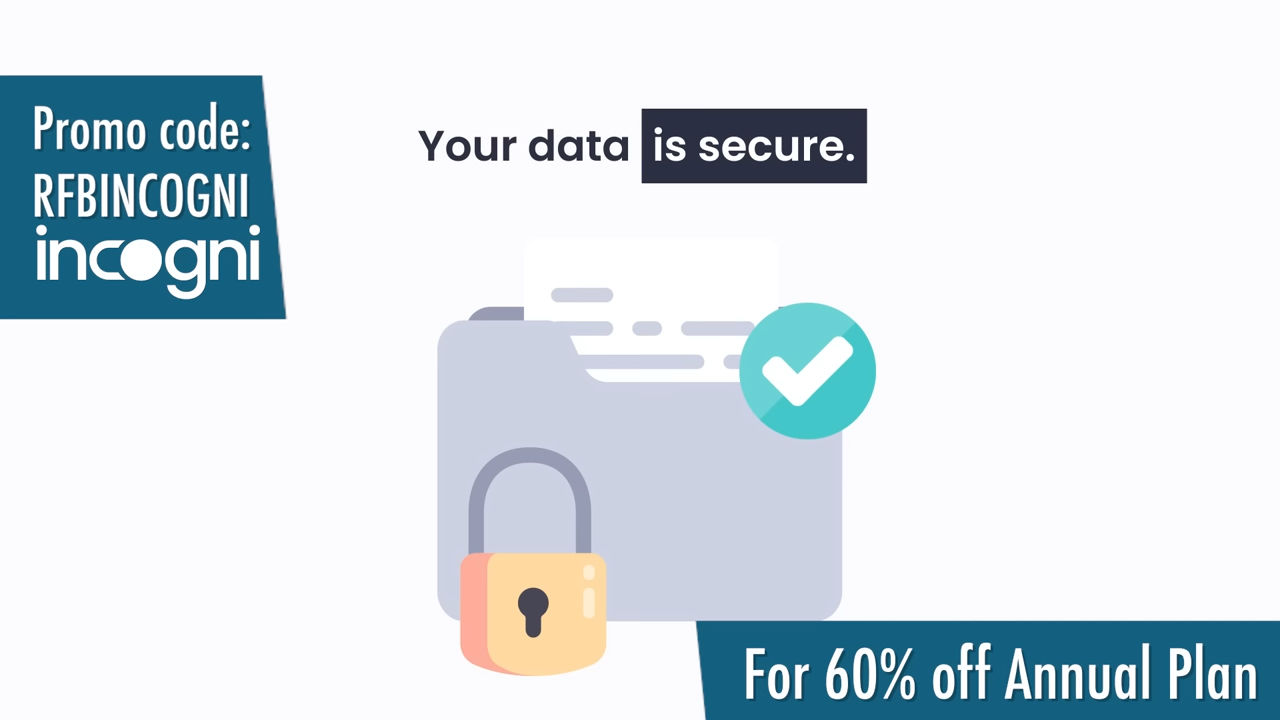 Promo code:
RFBINCOGNI
incogni
Your data is secure.
For 60% off Annual Plan